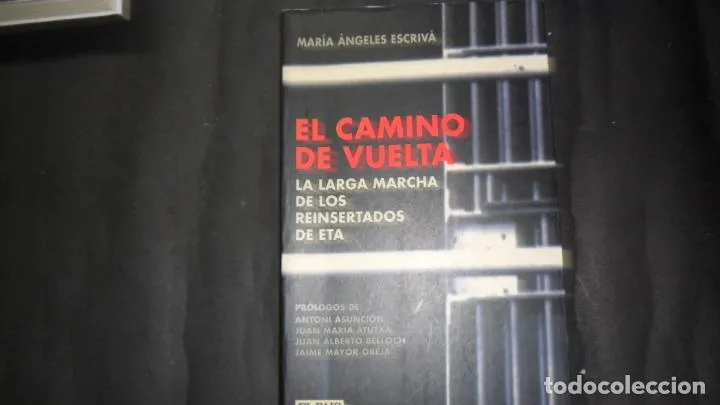 MARÍA ÁNGELES ESCRIVÁ
EL CAMINO
DE VUELTA
LA LARGA MARCHA
DE LOS
REINSERTADOS
DE ETA
PRÓLOGOS DE
ANTONI ASUNCIÓN
JUAN MARÍA ATUTXA
JUAN ALBERTO BELLOCH
JAIME MAYOR OREJA
todocoleccion